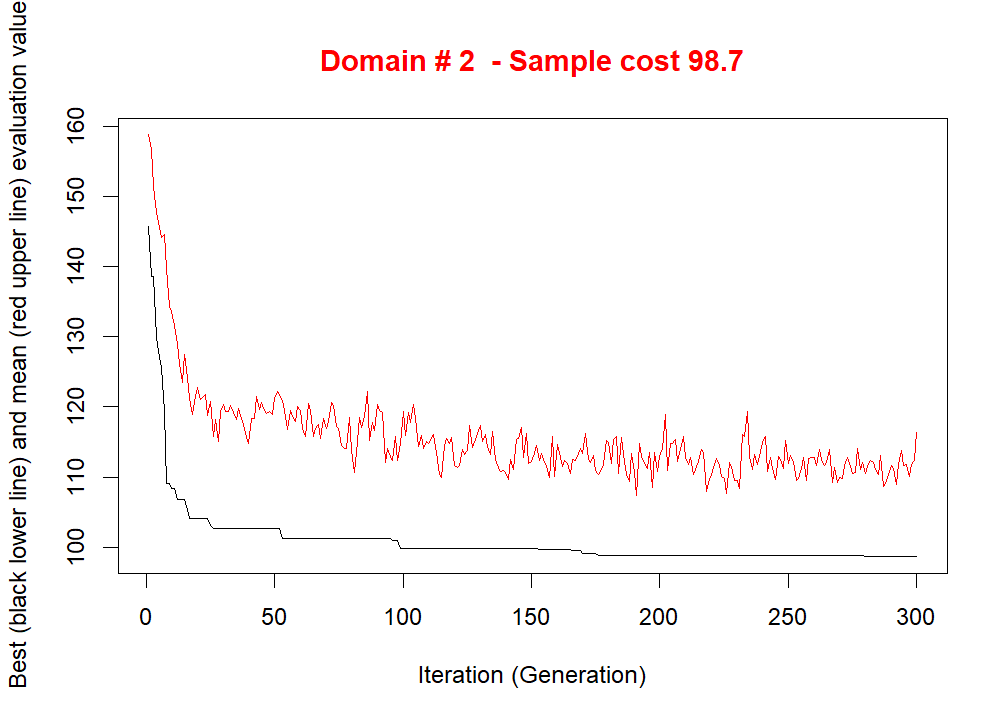 Domain # 2  - Sample cost 98.7
Best (black lower line) and mean (red upper line) evaluation value
160
150
140
130
120
110
100
0 50 100 150 200 250 300
Iteration (Generation)